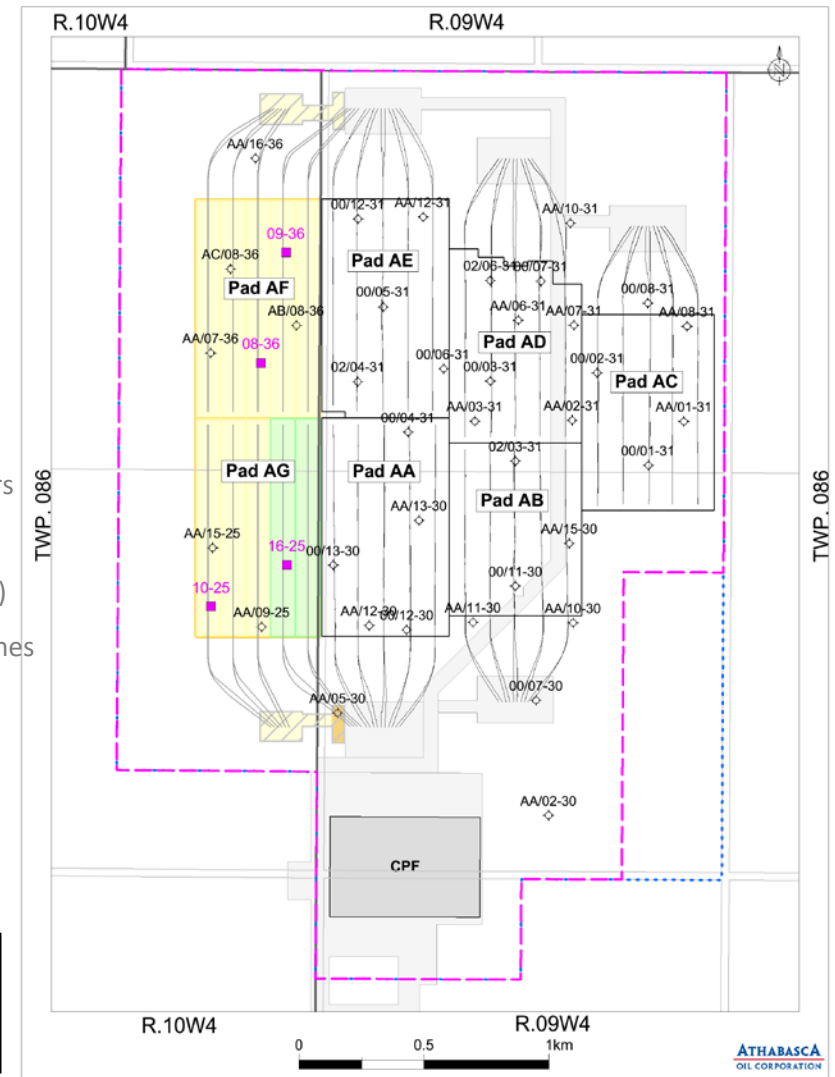 R.10W4
R.09W4
N
AA/16-36
00/12-31
AA/12-31
AA/10-31
09-36
AC/08-36
Pad AE
02/06-31
00/07-31
Pad AF
00/08-31
AB/08-36
00/05-31
AA/06-31
AA/07-31
AA/08-31
AA/07-36
08-36
Pad AD
02/04-31
00/06-31
00/03-31
00/02-31
Pad AC
AA/03-31
AA/02-31
AA/01-31
00/04-31
Pad AG
Pad AA
02/03-31
00/01-31
rs
TWP. 086
TWP. 086
Pad AB
AA/13-30
AA/15-25
AA/15-30
00/13-30
16-25
10-25
00/11-30
)
AA/09-25
AA/12-30
00/12-30
AA/11-30
AA/10-30
nes
AA/05-30
00/07-30
AA/02-30
CPF
R.10W4
R.09W4
0
0.5
1km
ATHABASCA
OIL CORPORATION